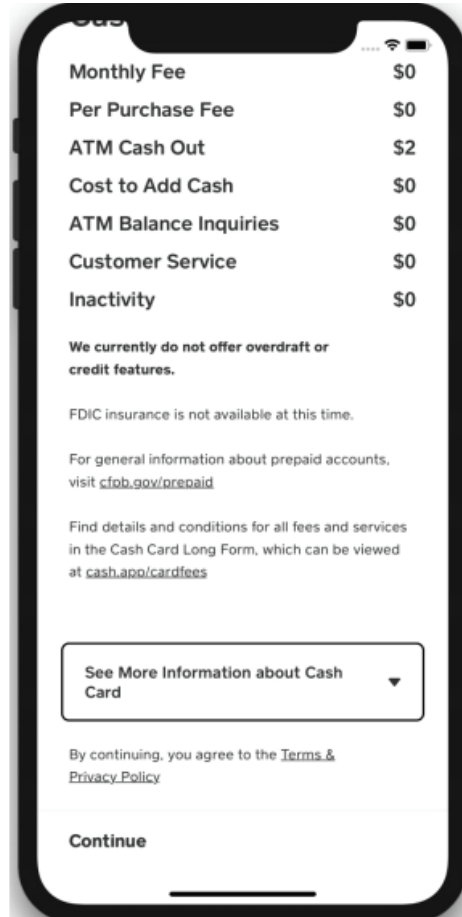 Monthly Fee $0
Per Purchase Fee $0
ATM Cash Out $2
Cost to Add Cash $0
ATM Balance Inquiries $0
Customer Service $0
Inactivity $0
We currently do not offer overdraft or
credit features.
FDIC insurance is not available at this time.
For general information about prepaid accounts,
visit cfpb.gov/prepaid
Find details and conditions for all fees and services
in the Cash Card Long Form, which can be viewed
at cash.app/cardfees
See More Information about Cash
Card
By continuing, you agree to the Terms &
Privacy Policy
Continue